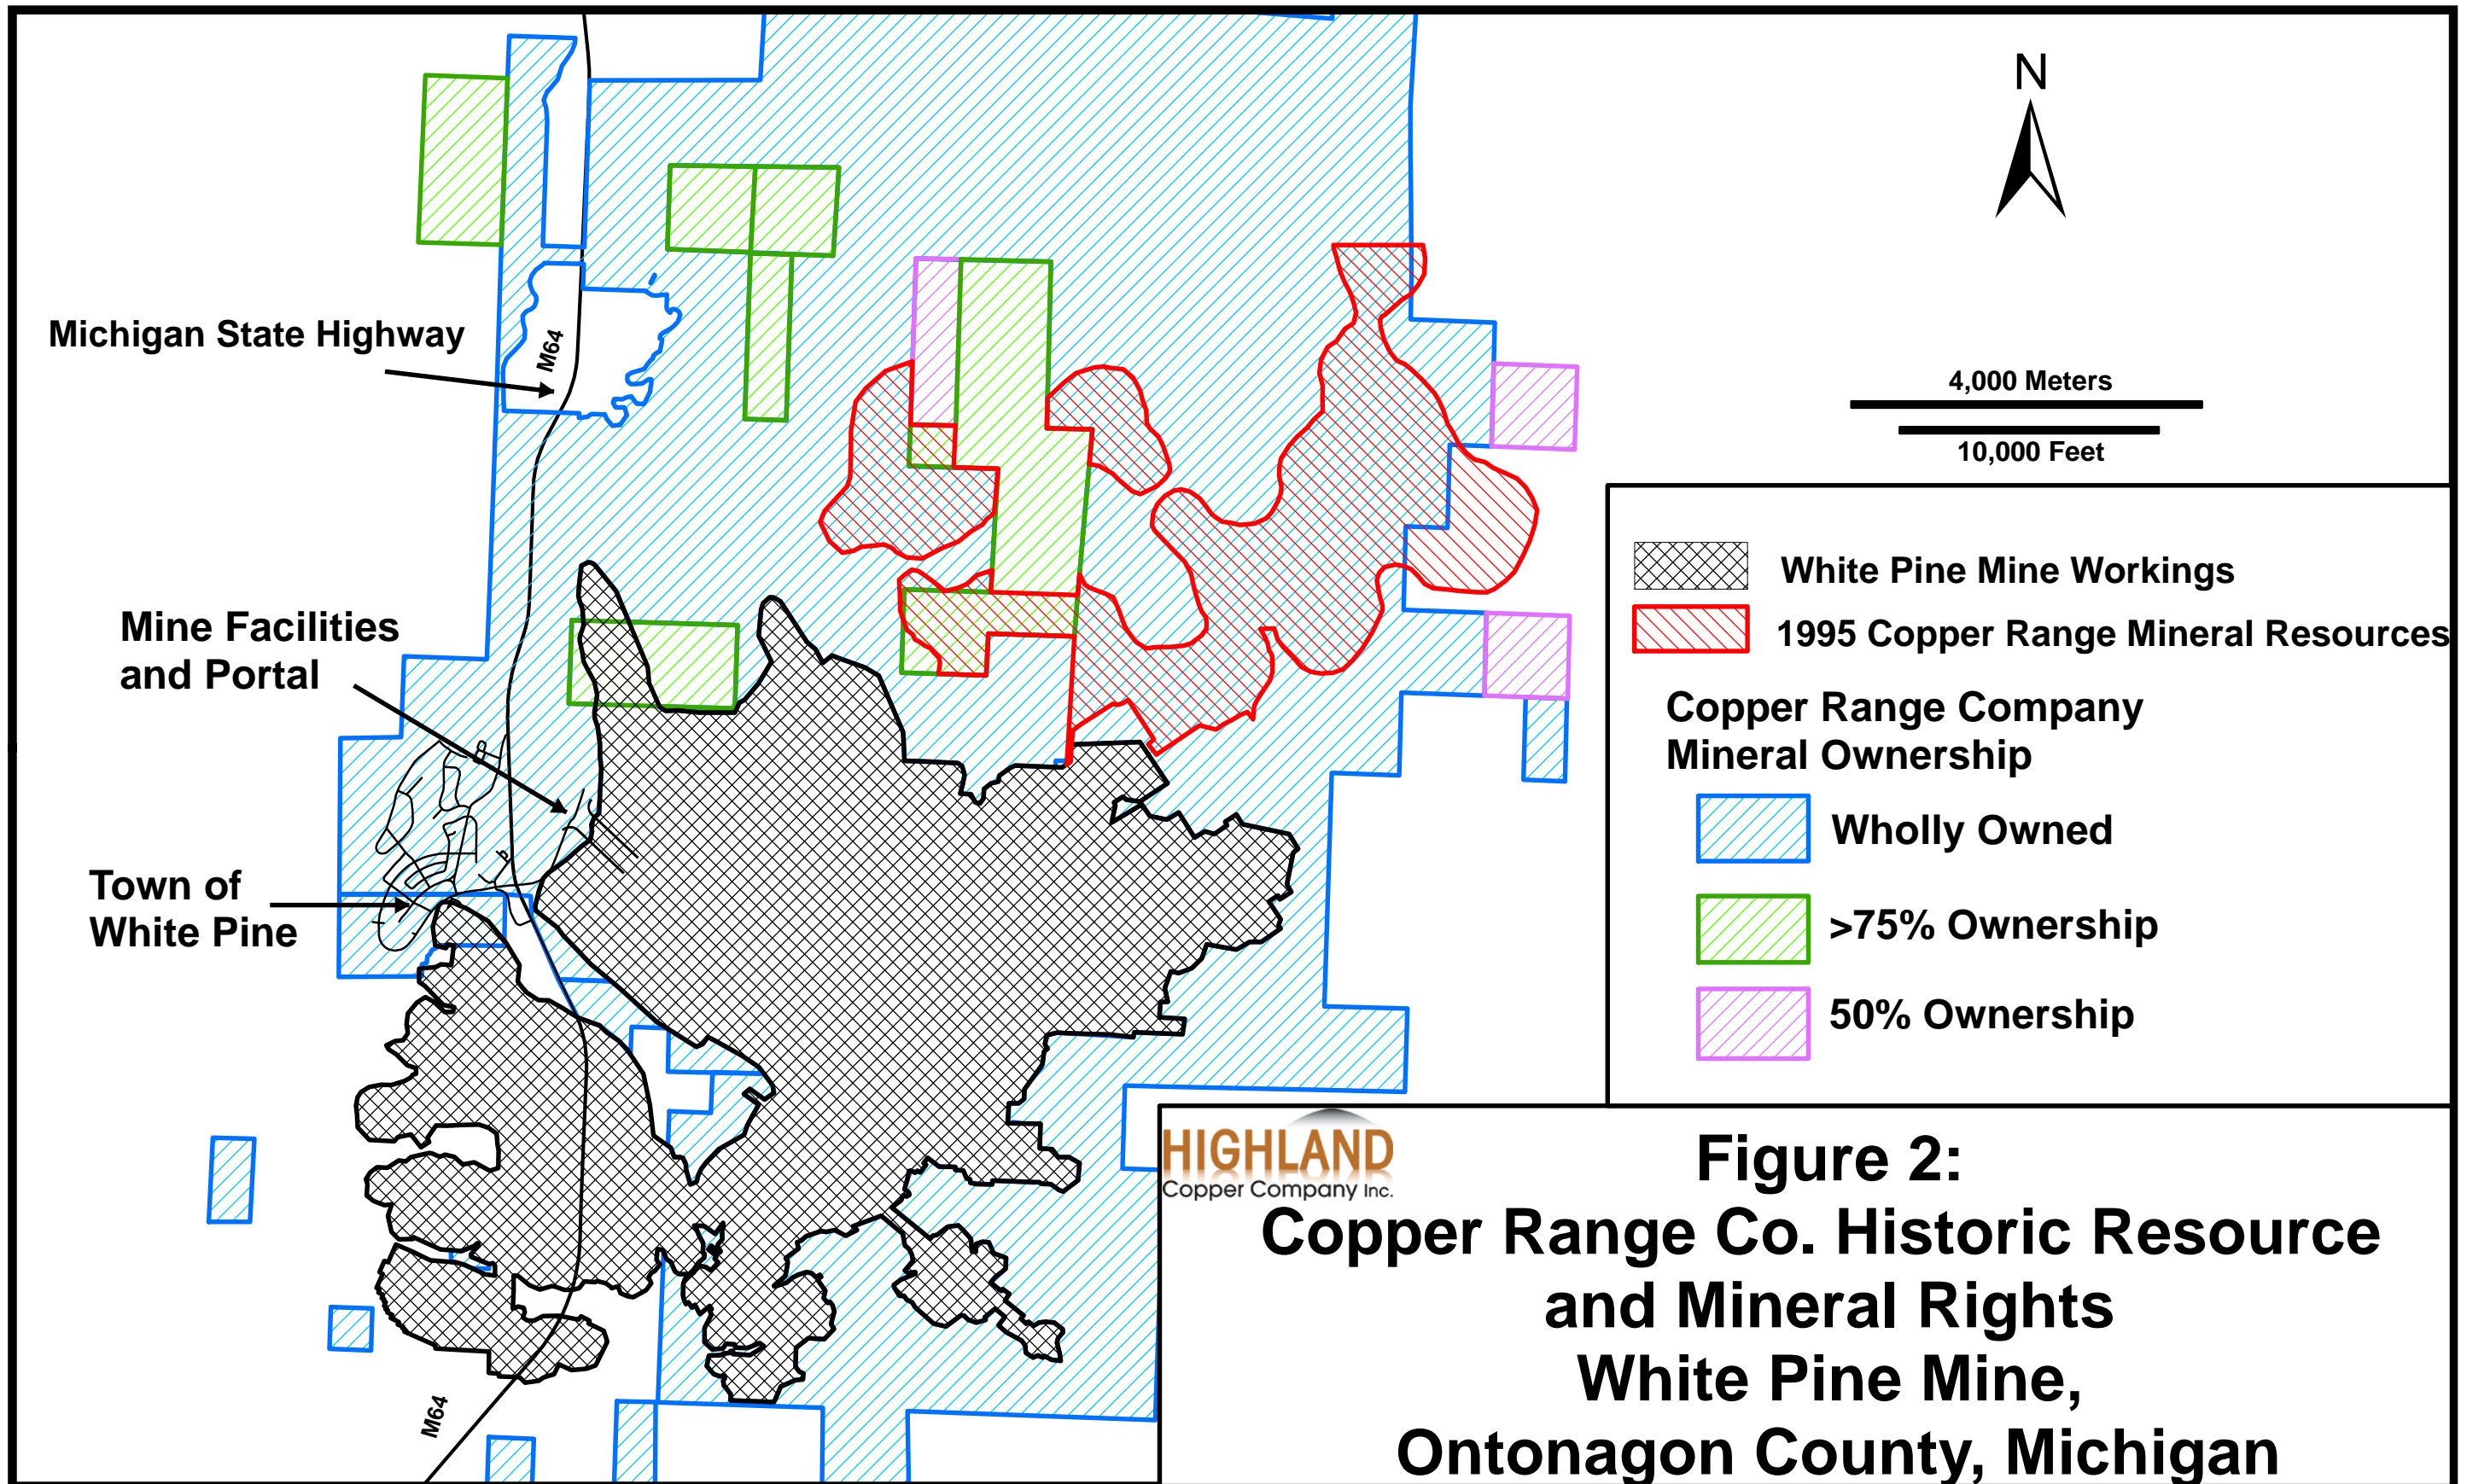 N
Michigan State Highway
M64
4,000 Meters
10,000 Feet
White Pine Mine Workings
1995 Copper Range Mineral Resources
Mine Facilities
and Portal
Copper Range Company
Mineral Ownership
Wholly Owned
Town of
White Pine
>75% Ownership
50% Ownership
HIGHLAND
Copper Company Inc.
Figure 2:
Copper Range Co. Historic Resource
and Mineral Rights
White Pine Mine,
Ontonagon County, Michigan
M64